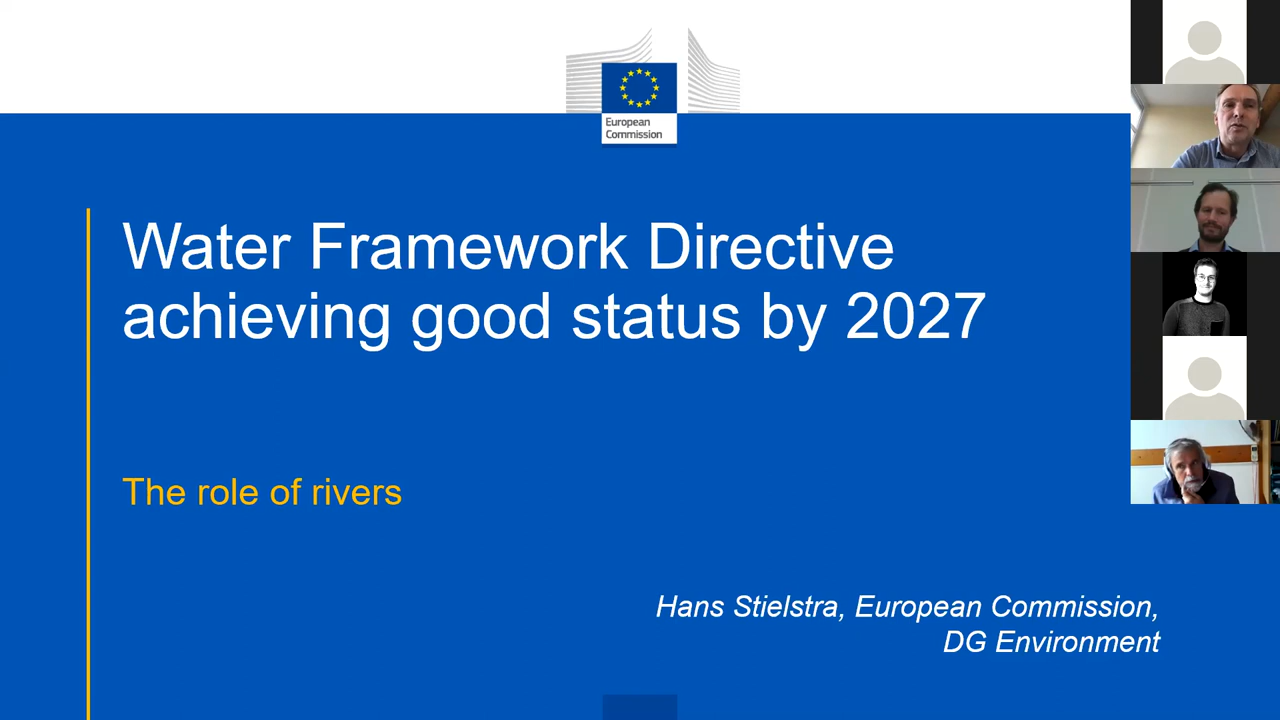 European
Commission
Water Framework Directive
achieving good status by 2027
The role of rivers
Hans Stielstra, European Commission,
DG Environment